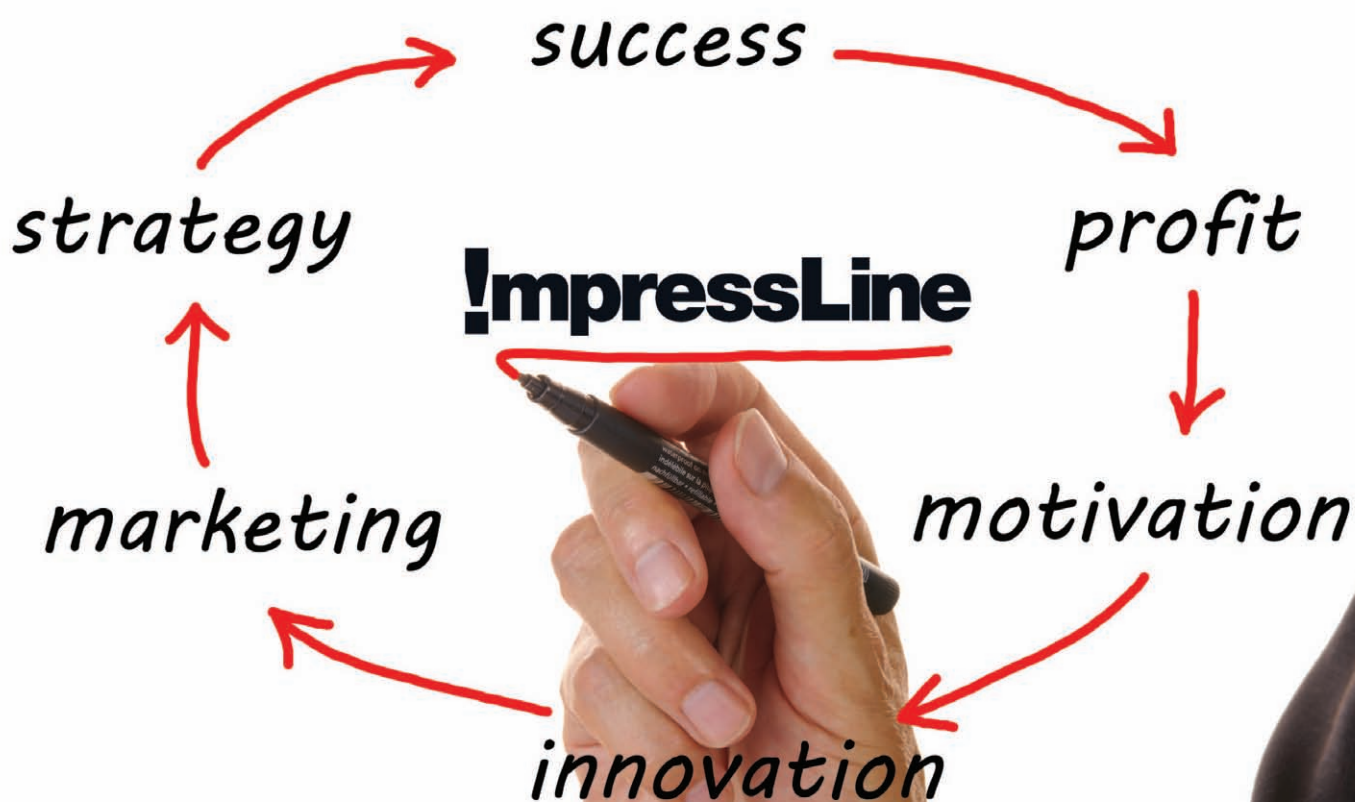 success
strategy
profit
!mpressLine
marketing
motivation
innovation